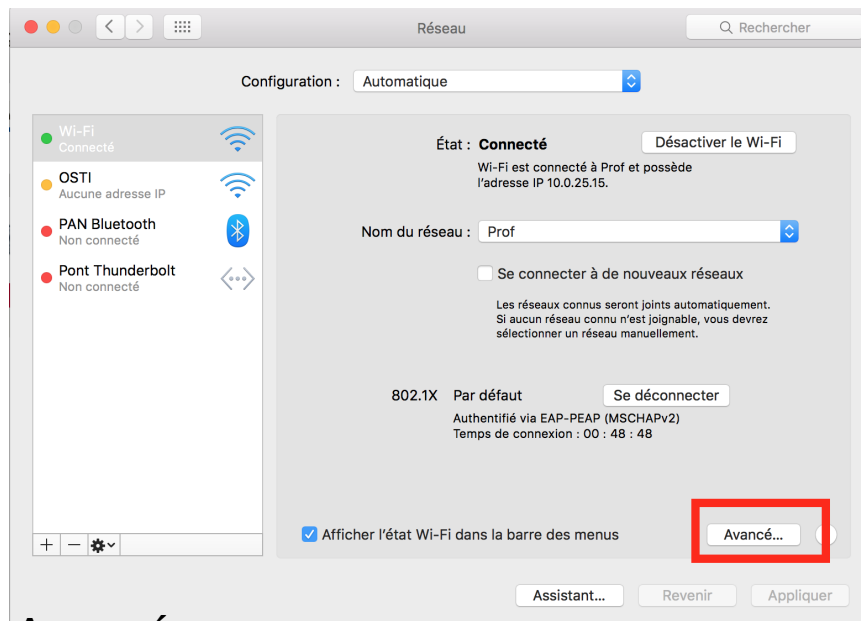 Réseau
Rechercher
Configuration : Automatique
Wi-Fi
Connecté
OSTI
Aucune adresse IP
PAN Bluetooth
Non connecté
Pont Thunderbolt
Non connecté
État : Connecté
Désactiver le Wi-Fi
Wi-Fi est connecté à Prof et possède
l'adresse IP 10.0.25.15.
Nom du réseau : Prof
Se connecter à de nouveaux réseaux
Les réseaux connus seront joints automatiquement.
Si aucun réseau connu n'est joignable, vous devrez
sélectionner un réseau manuellement.
802.1X Par défaut
Se déconnecter
Authentifié via EAP-PEAP (MSCHAPv2)
Temps de connexion : 00 : 48 : 48
Afficher l'état Wi-Fi dans la barre des menus
Avancé...
Assistant...
Revenir
Appliquer